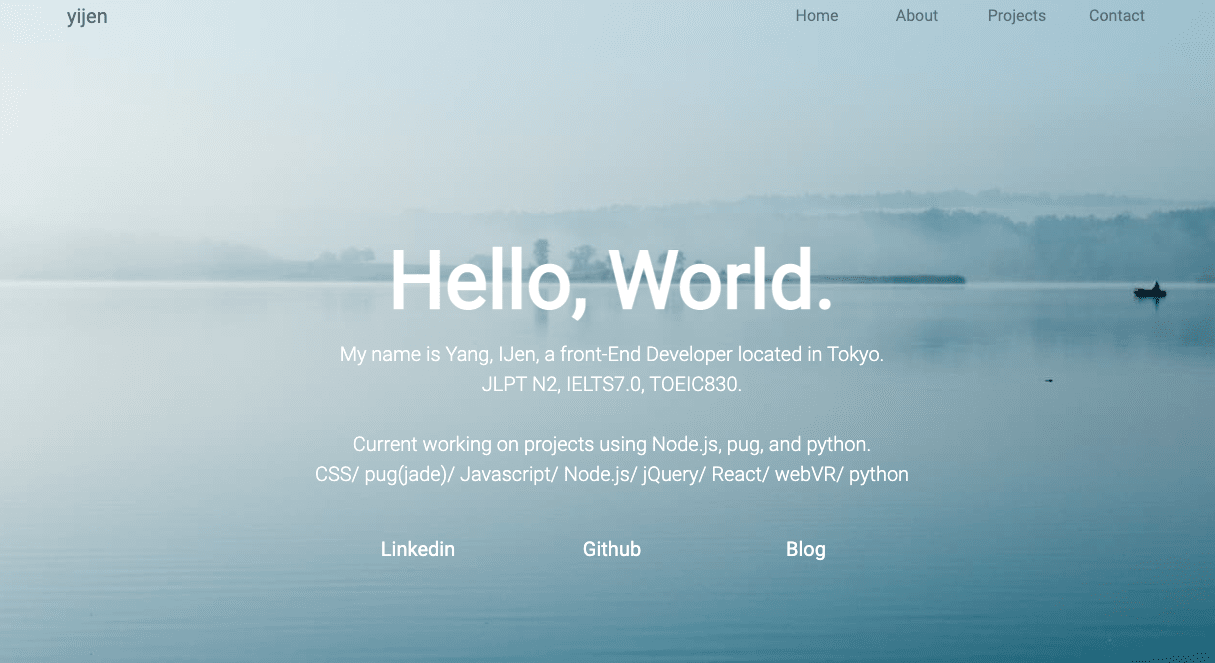 yijen
Home About Projects Contact
Hello, World.
My name is Yang, IJen, a front-End Developer located in Tokyo.
JLPT N2, IELTS7.0, TOEIC830.
Current working on projects using Node.js, pug, and python.
CSS/ pug(jade)/ Javascript/ Node.js/ jQuery/ React/ webVR/ python
Linkedin Github Blog